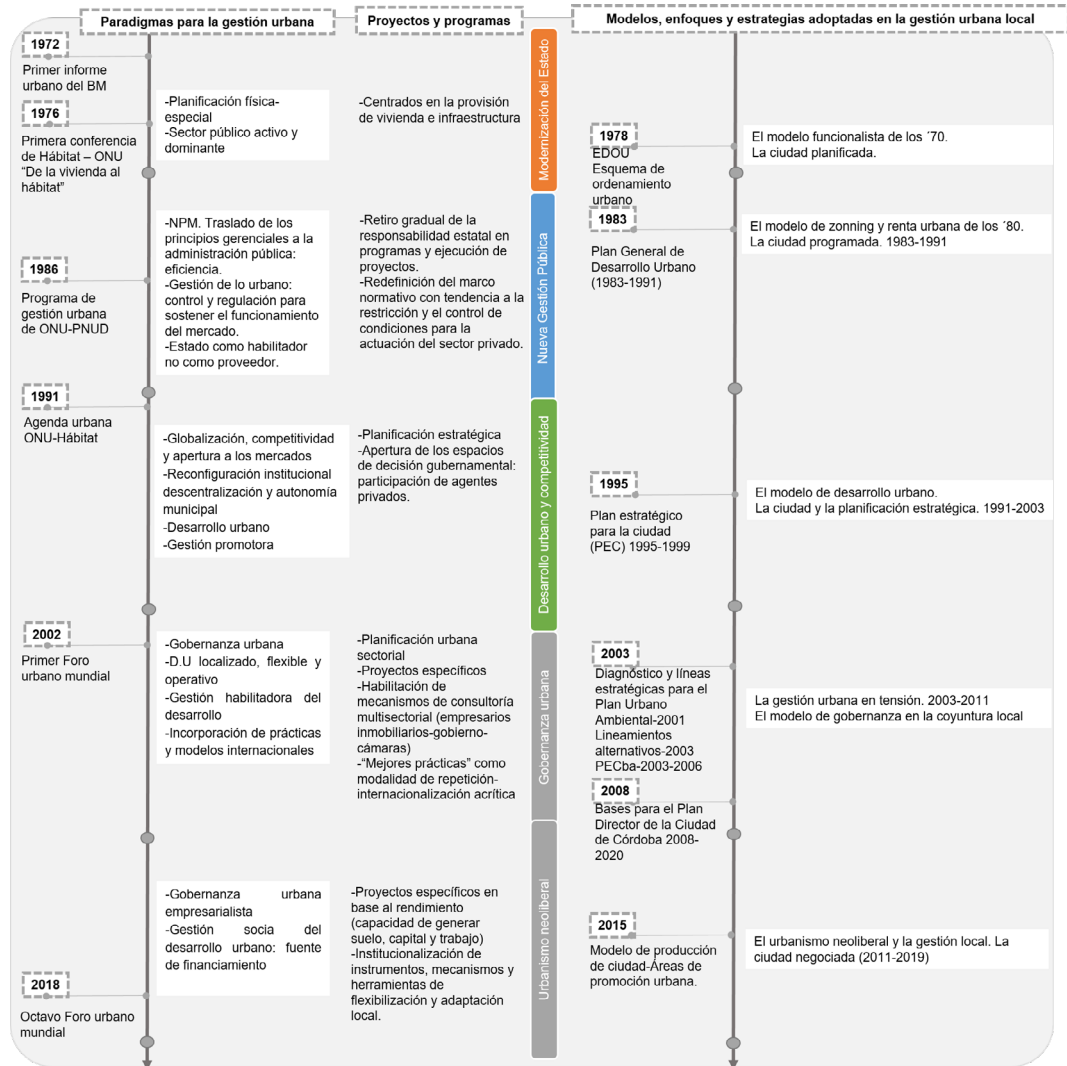 Paradigmas para la gestión urbana
Proyectos y programas
Modelos, enfoques y estrategias adoptadas en la gestión urbana local
1972
Primer informe
urbano del BM
1976
Primera conferencia
de Hábitat – ONU
“De la vivienda al
hábitat”
-Planificación física-
especial
-Sector público activo y
dominante
-Centrados en la provisión
de vivienda e infraestructura
Modernización del Estado
1978
EDOU
Esquema de
ordenamiento
urbano
El modelo funcionalista de los ´70.
La ciudad planificada.
1983
Plan General de
Desarrollo Urbano
(1983-1991)
El modelo de zonning y renta urbana de los ´80.
La ciudad programada. 1983-1991
1986
Programa de
gestión urbana
de ONU-PNUD
-NPM. Traslado de los
principios gerenciales a la
administración pública:
eficiencia.
-Gestión de lo urbano:
control y regulación para
sostener el funcionamiento
del mercado.
-Estado como habilitador
no como proveedor.
-Retiro gradual de la
responsabilidad estatal en
programas y ejecución de
proyectos.
-Redefinición del marco
normativo con tendencia a la
restricción y el control de
condiciones para la
actuación del sector privado.
Nueva Gestión Pública
1991
Agenda urbana
ONU-Hábitat
-Globalización, competitividad
y apertura a los mercados
-Reconfiguración institucional
descentralización y autonomía
municipal
-Desarrollo urbano
-Gestión promotora
-Planificación estratégica
-Apertura de los espacios
de decisión gubernamental:
participación de agentes
privados.
Desarrollo urbano y competitividad
1995
Plan estratégico
para la ciudad
(PEC) 1995-1999
El modelo de desarrollo urbano.
La ciudad y la planificación estratégica. 1991-2003
2002
Primer Foro
urbano mundial
-Gobernanza urbana
-D.U localizado, flexible y
operativo
-Gestión habilitadora del
desarrollo
-Incorporación de prácticas
y modelos internacionales
-Planificación urbana
sectorial
-Proyectos específicos
-Habilitación de
mecanismos de consultoría
multisectorial (empresarios
inmobiliarios-gobierno-
cámaras)
-“Mejores prácticas” como
modalidad de repetición-
internacionalización acrítica
Gobernanza urbana
2003
Diagnóstico y líneas
estratégicas para el
Plan Urbano
Ambiental-2001
Lineamientos
alternativos-2003
PECba-2003-2006
La gestión urbana en tensión. 2003-2011
El modelo de gobernanza en la coyuntura local
2008
Bases para el Plan
Director de la Ciudad
de Córdoba 2008-
2020
-Gobernanza urbana
empresarialista
-Gestión socia del
desarrollo urbano: fuente
de financiamiento
-Proyectos específicos en
base al rendimiento
(capacidad de generar
suelo, capital y trabajo)
-Institucionalización de
instrumentos, mecanismos y
herramientas de
flexibilización y adaptación
local.
Urbanismo neoliberal
2015
Modelo de producción
de ciudad-Áreas de
promoción urbana.
El urbanismo neoliberal y la gestión local. La
ciudad negociada (2011-2019)
2018
Octavo Foro urbano
mundial